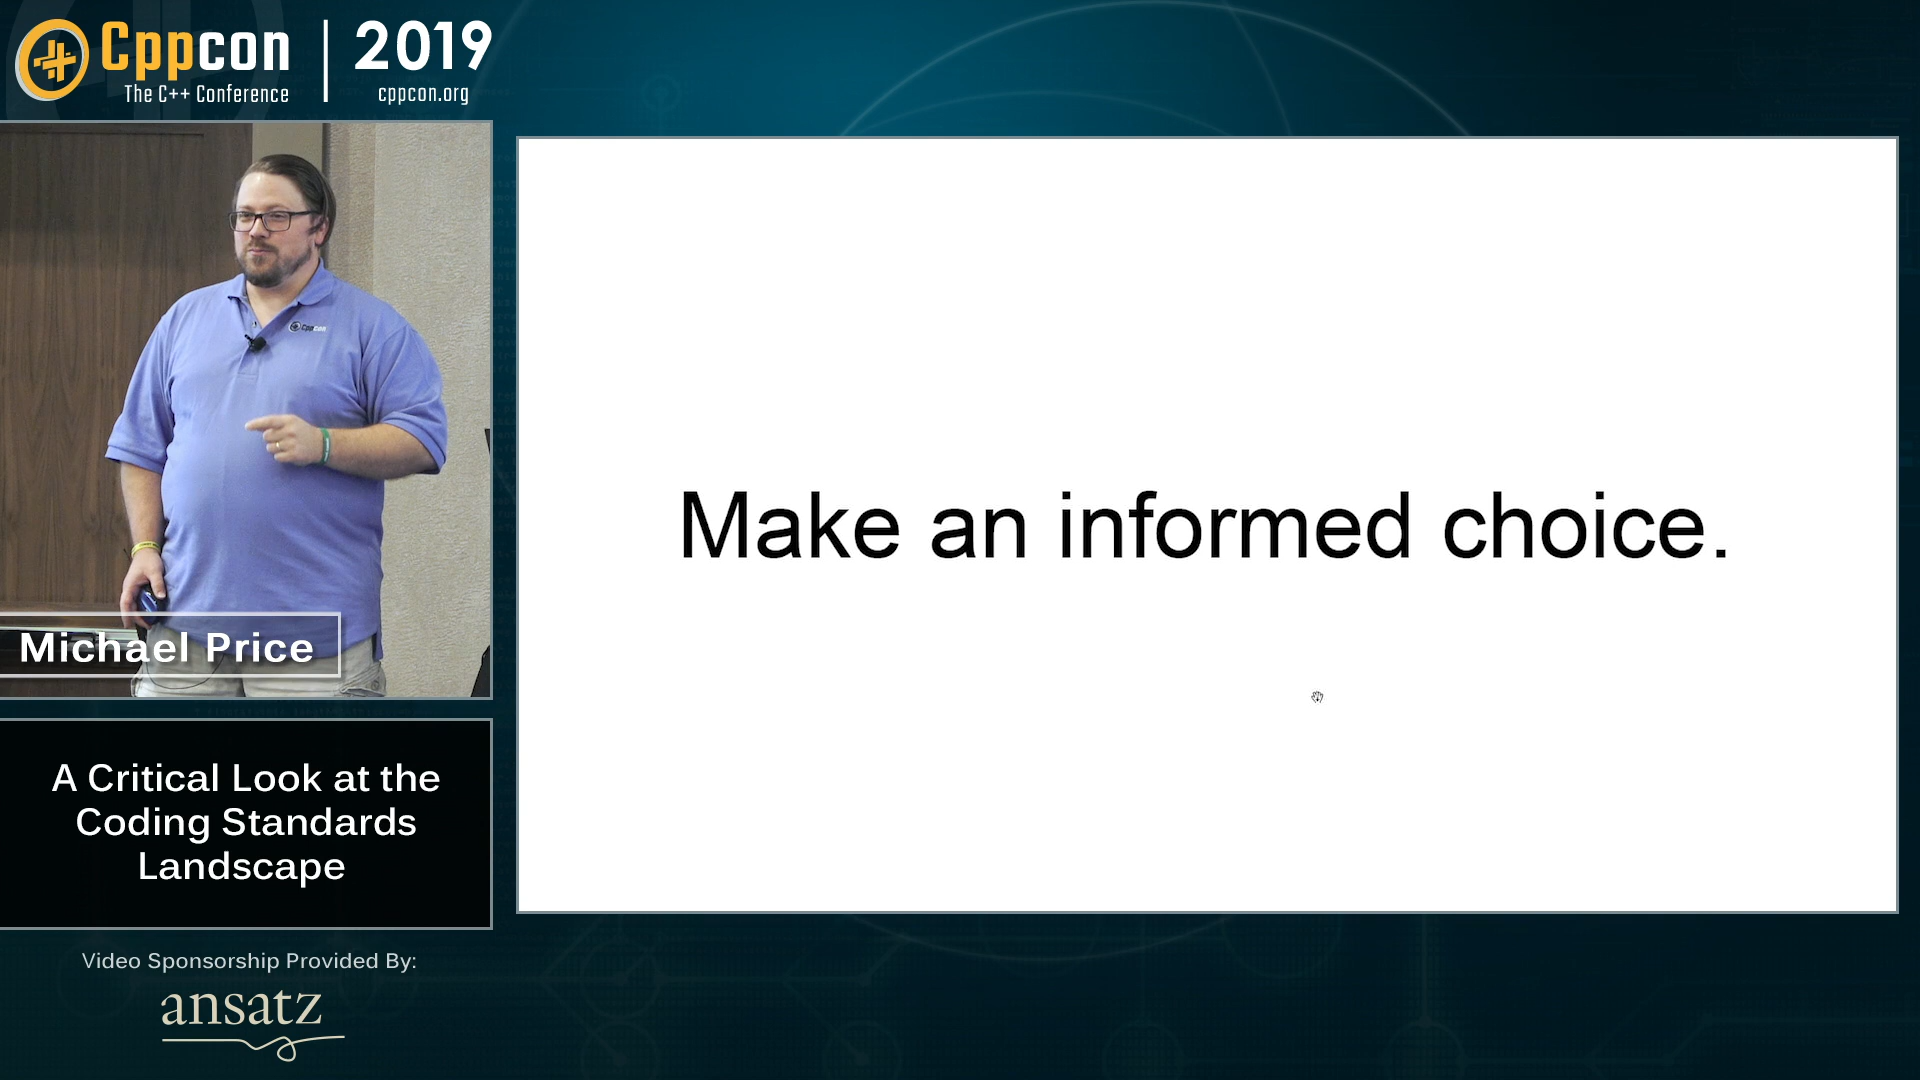 Cppcon
The C++ Conference
2019
cppcon.org
Cppcon
Michael Price
Make an informed choice.
A Critical Look at the
Coding Standards
Landscape
Video Sponsorship Provided By:
ansatz